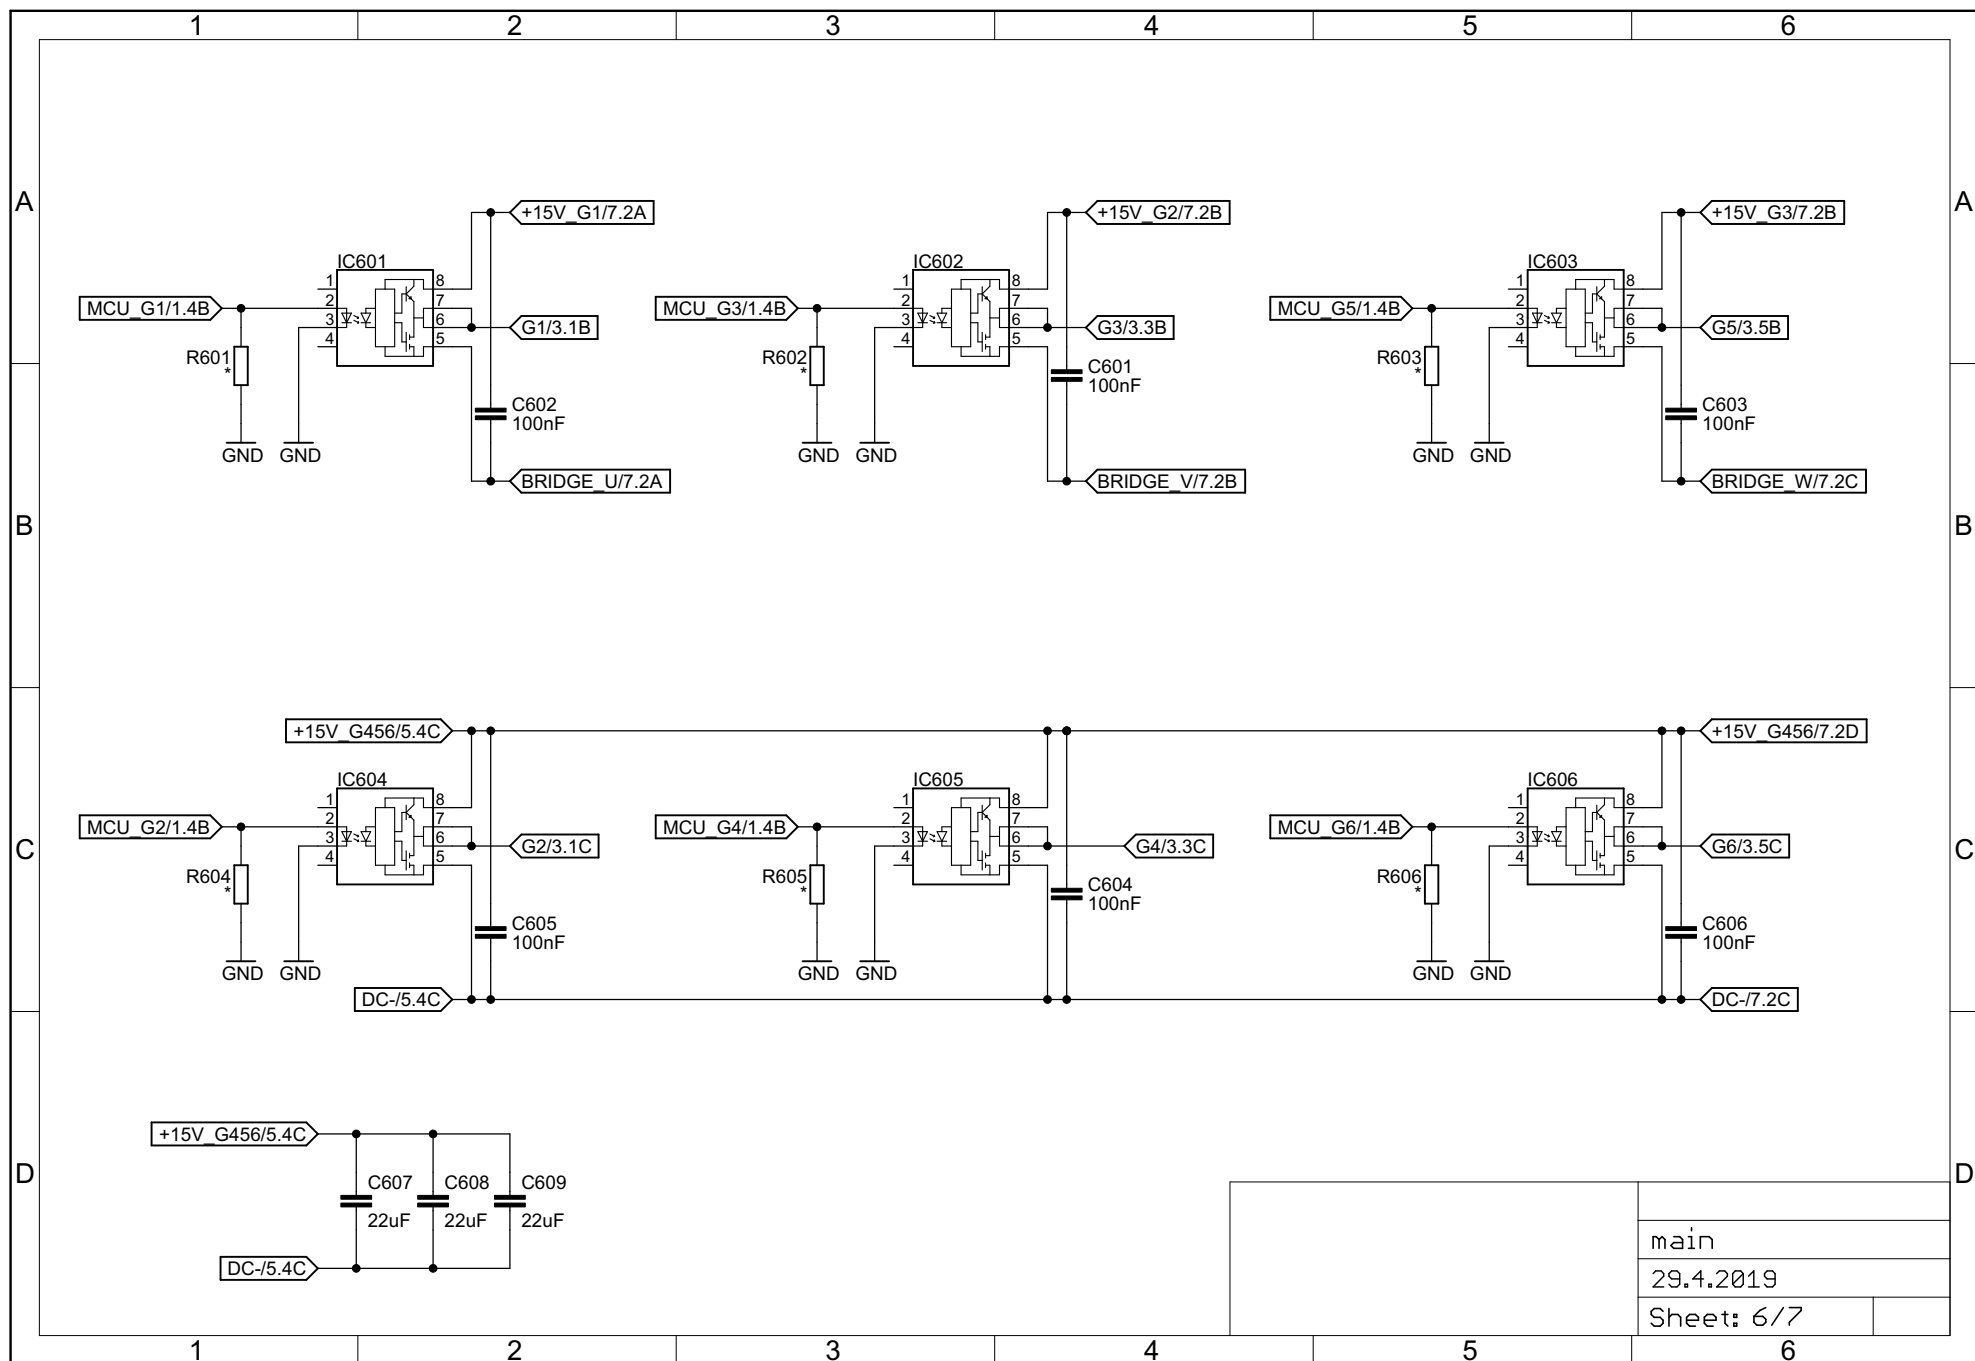 1 2 3 4 5 6
A A
+15V_G1/7.2A +15V_G2/7.2B +15V_G3/7.2B
IC601 IC602 IC603
1 8 1 8 1 8
MCU_G1/1.4B 2 7 MCU_G3/1.4B 2 7 MCU_G5/1.4B 2 7
3 6 G1/3.1B 3 6 G3/3.3B 3 6 G5/3.5B
4 5 4 5 4 5
R601 R602 C601 R603
* * 100nF *
C602 C603
100nF 100nF
GND GND GND GND GND GND
BRIDGE_U/7.2A BRIDGE_V/7.2B BRIDGE_W/7.2C
B B
+15V_G456/5.4C +15V_G456/7.2D
IC604 IC605 IC606
1 8 1 8 1 8
MCU_G2/1.4B 2 7 MCU_G4/1.4B 2 7 MCU_G6/1.4B 2 7
3 6 G2/3.1C 3 6 G4/3.3C 3 6 G6/3.5C
C C
4 5 4 5 4 5
R604 R605 C604 R606
* * 100nF *
C605 C606
100nF 100nF
GND GND GND GND GND GND
DC-/5.4C DC-/7.2C
+15V_G456/5.4C
D D
C607 C608 C609
22uF 22uF 22uF
DC-/5.4C
main
29.4.2019
Sheet: 6/7
1 2 3 4 5 6